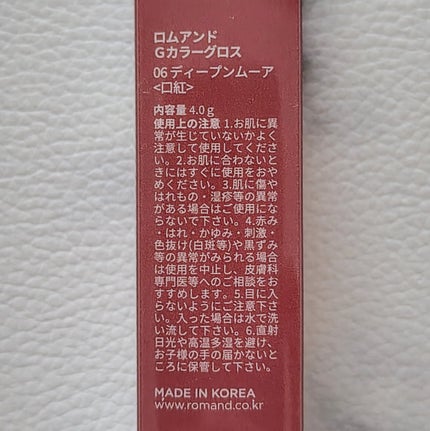 ロムアンド
Gカラーグロス
06 ディープンムーア
<口紅>
内容量 4.0 g
使用上の注意 1.お肌に異
常が生じていないかよく
注意して使用してくださ
い。2.お肌に合わないと
きにはすぐに使用をおや
めください。3.肌に傷や
はれもの・湿疹等の異常
がある場合はご使用にな
らないで下さい。4.赤み
・はれ・かゆみ・刺激・
色抜け(白斑等)や黒ずみ
等の異常がみられる場合
は使用を中止し、皮膚科
専門医等へのご相談をお
すすめします。5.目に入
らないようにご注意下さ
い。入った場合は水で洗
い流して下さい。6.直射
日光や高温多湿を避け、
お子様の手の届かないと
ころに保管して下さい。
MADE IN KOREA
www.romand.co.kr